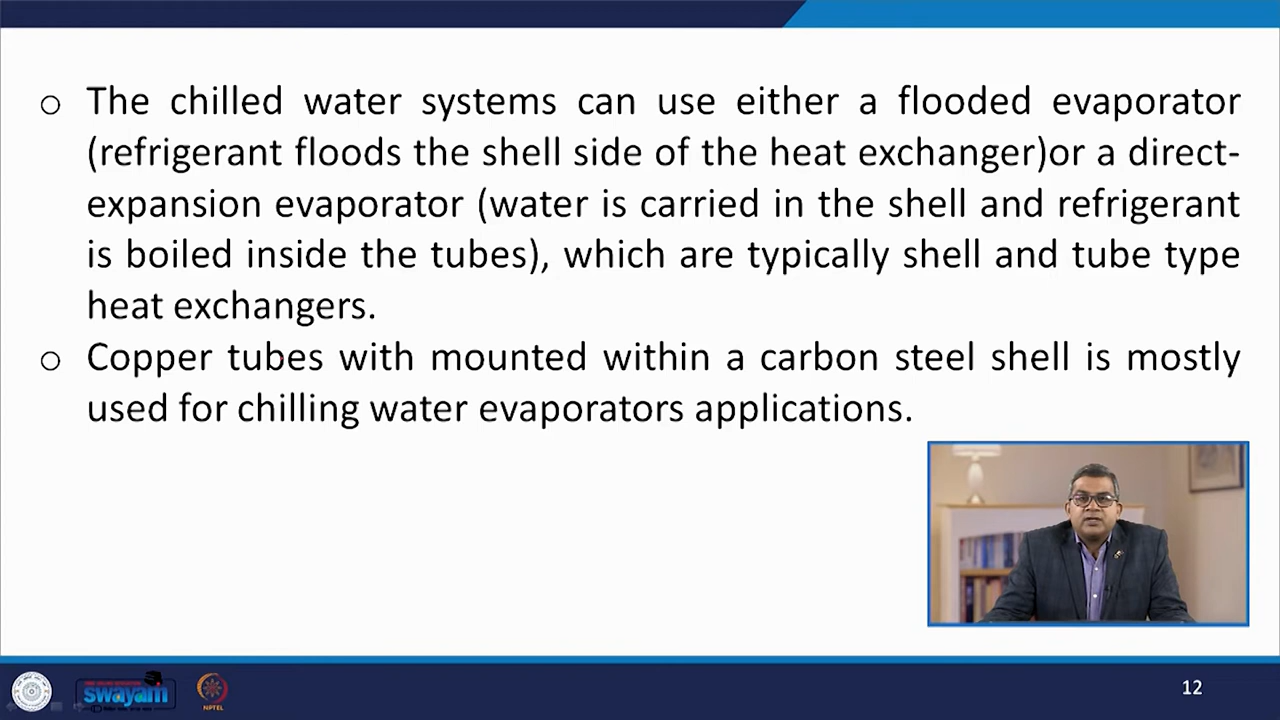 ○ The chilled water systems can use either a flooded evaporator
(refrigerant floods the shell side of the heat exchanger)or a direct-
expansion evaporator (water is carried in the shell and refrigerant
is boiled inside the tubes), which are typically shell and tube type
heat exchangers.
○ Copper tubes with mounted within a carbon steel shell is mostly
used for chilling water evaporators applications.
swayam
NPTEL
12